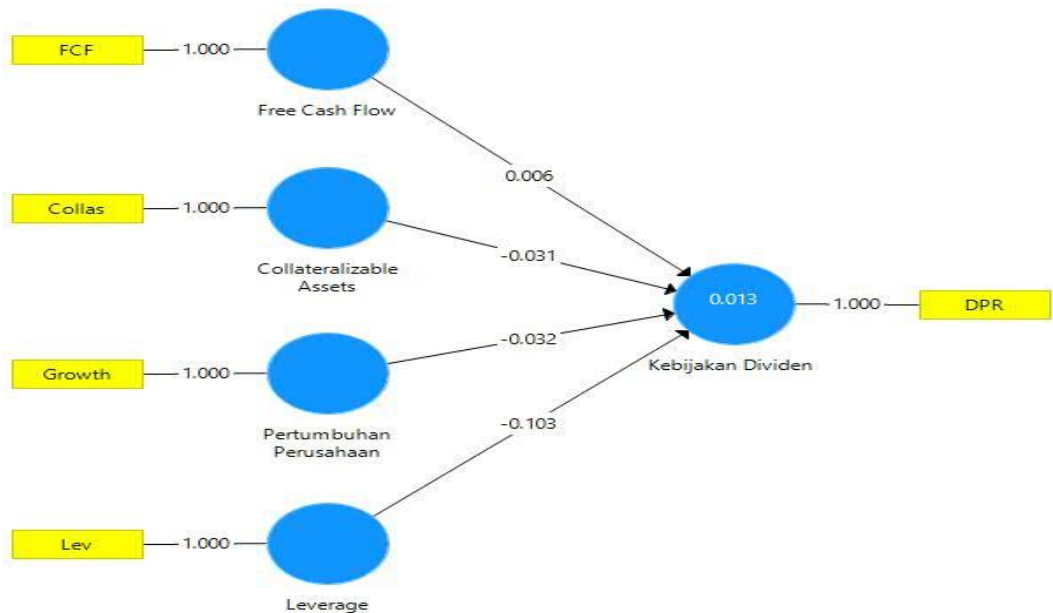 FCF
1.000
Free Cash Flow
0.006
Collas
1.000
Collateralizable
Assets
-0.031
0.013
Kebijakan Dividen
1.000
DPR
Growth
1.000
Pertumbuhan
Perusahaan
-0.032
-0.103
Lev
1.000
Leverage